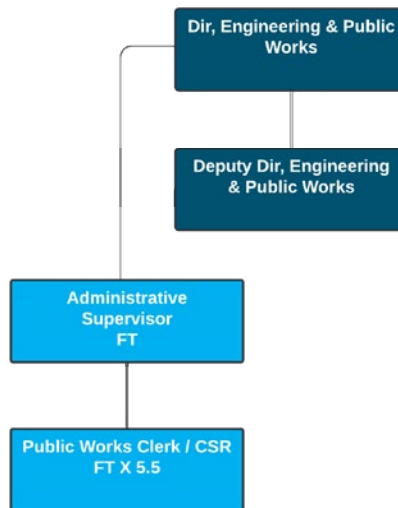 Dir, Engineering & Public
Works
Deputy Dir, Engineering
& Public Works
Administrative
Supervisor
FT
Public Works Clerk / CSR
FT X 5.5